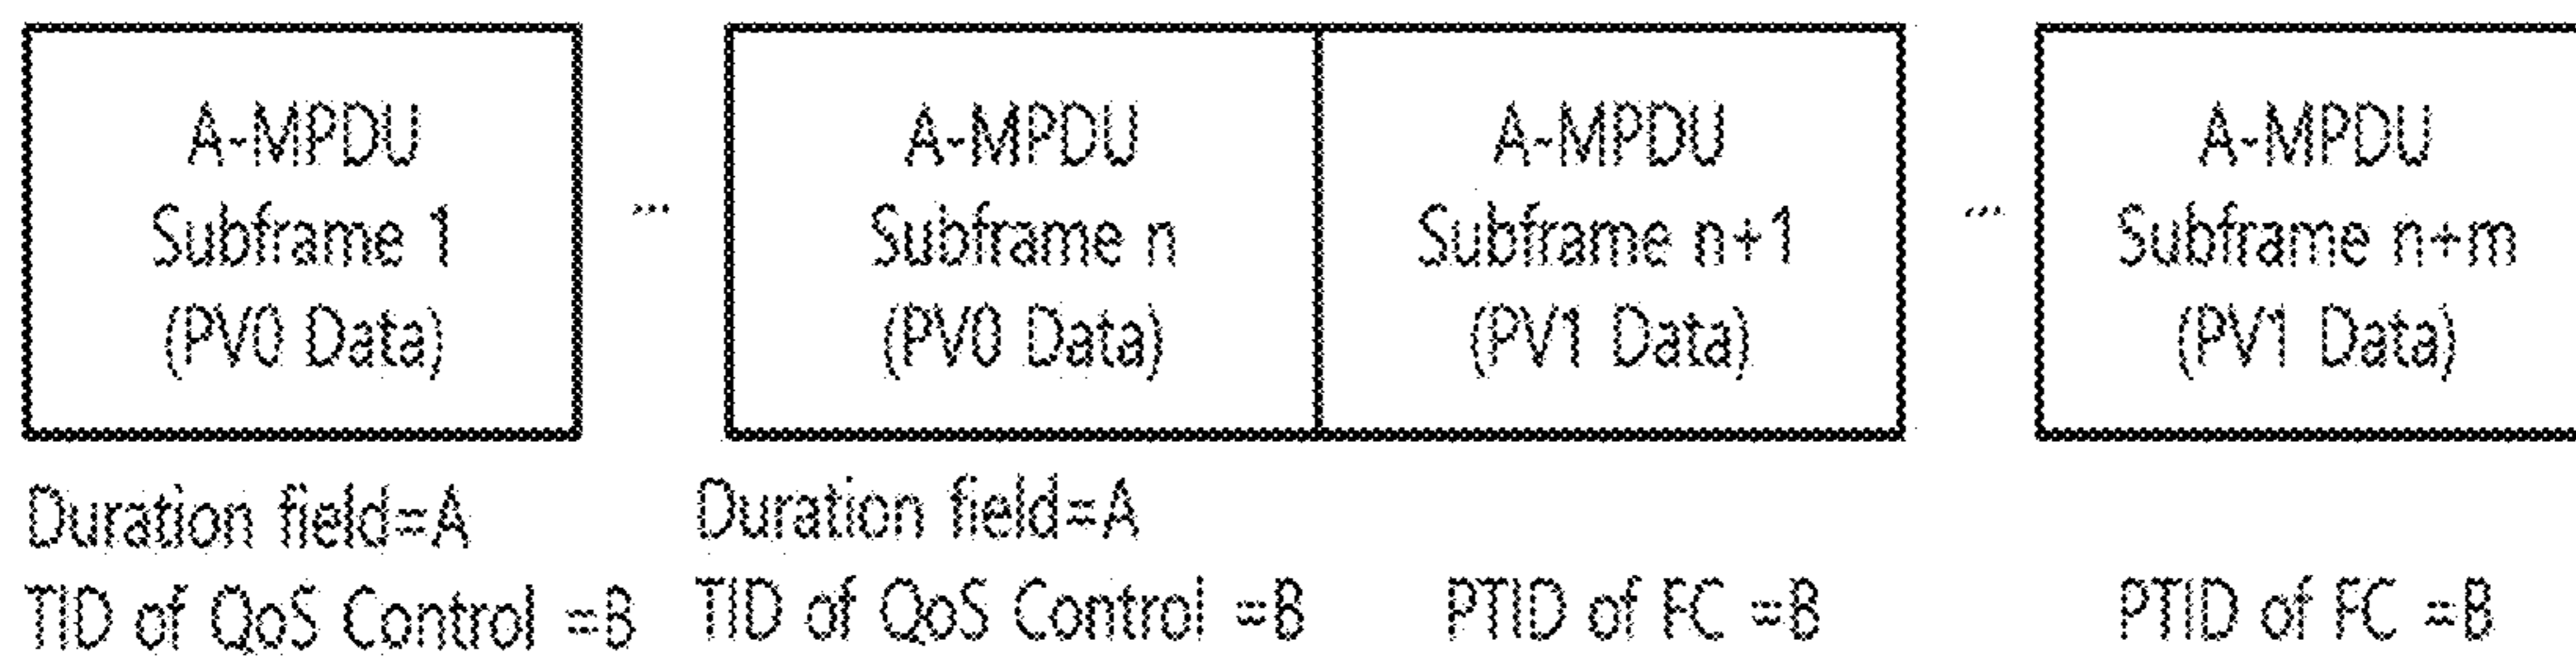 A-MPDU
Subframe 1
(PV0 Data)
...
A-MPDU
Subframe n
(PV0 Data)
A-MPDU
Subframe n+1
(PV1 Data)
...
A-MPDU
Subframe n+m
(PV1 Data)
Duration field=A
TID of QoS Control =B
Duration field=A
TID of QoS Control =B
PTID of FC =B
PTID of FC =B